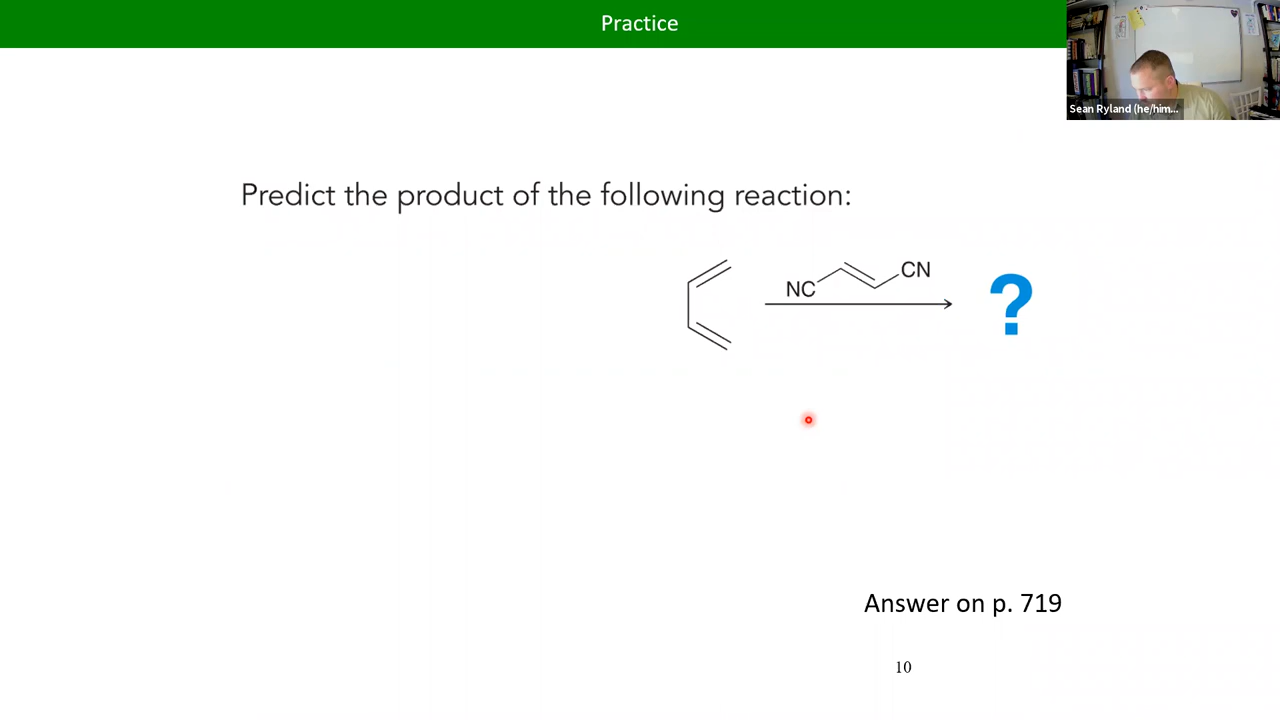 Practice
Sean Ryland (he/him...
Predict the product of the following reaction:
NC
CN
?
Answer on p. 719
10